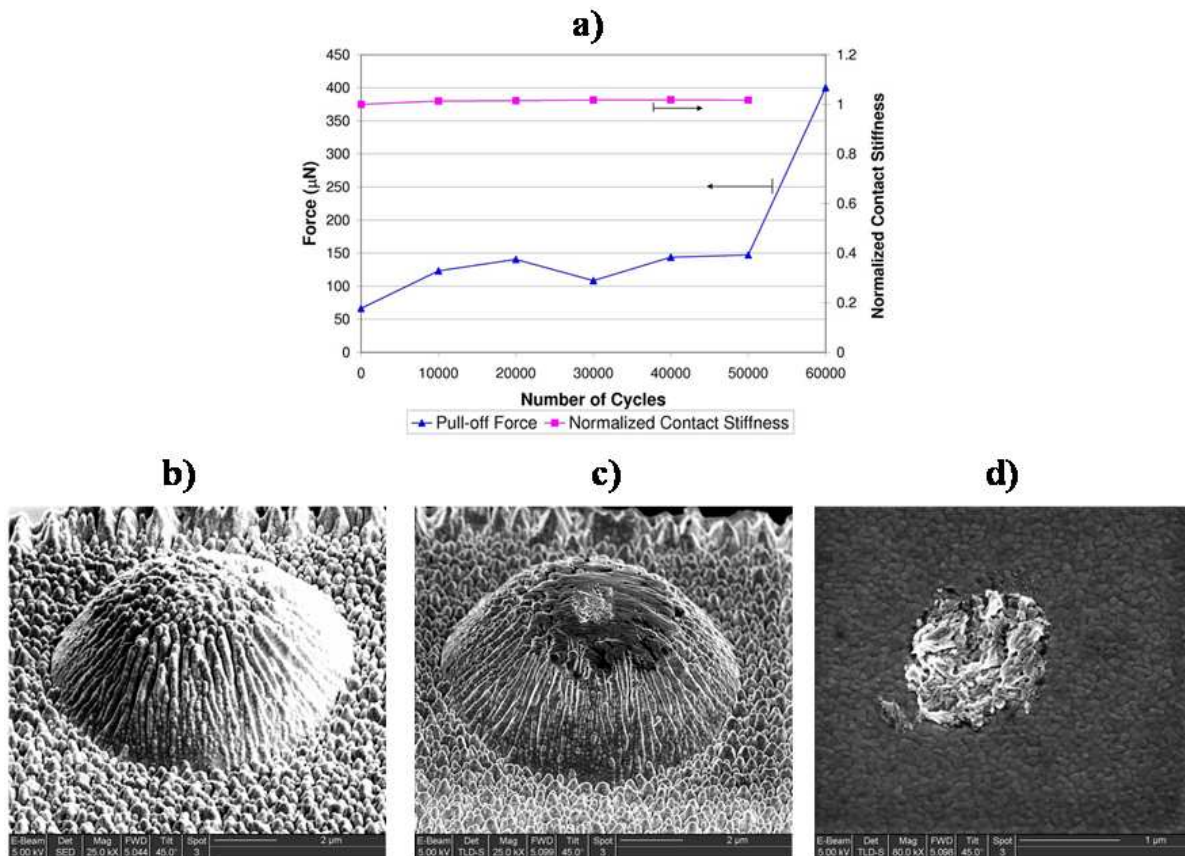 a)
450
400
350
300
250
200
150
100
50
0
Force (µN)
1.2
1
0.8
0.6
0.4
0.2
0
Normalized Contact Stiffness
0 10000 20000 30000 40000 50000 60000
Number of Cycles
Pull-off Force Normalized Contact Stiffness
b)
E-Beam Det Mag FWD Tilt Spot
5.00 kV SED 25.0 kX 5.044 45.0° 3 2 µm
c)
E-Beam Det Mag FWD Tilt Spot
5.00 kV TLD-S 25.0 kX 5.099 45.0° 3 2 µm
d)
E-Beam Det Mag FWD Tilt Spot
5.00 kV TLD-S 80.0 kX 5.098 45.0° 3 1 µm